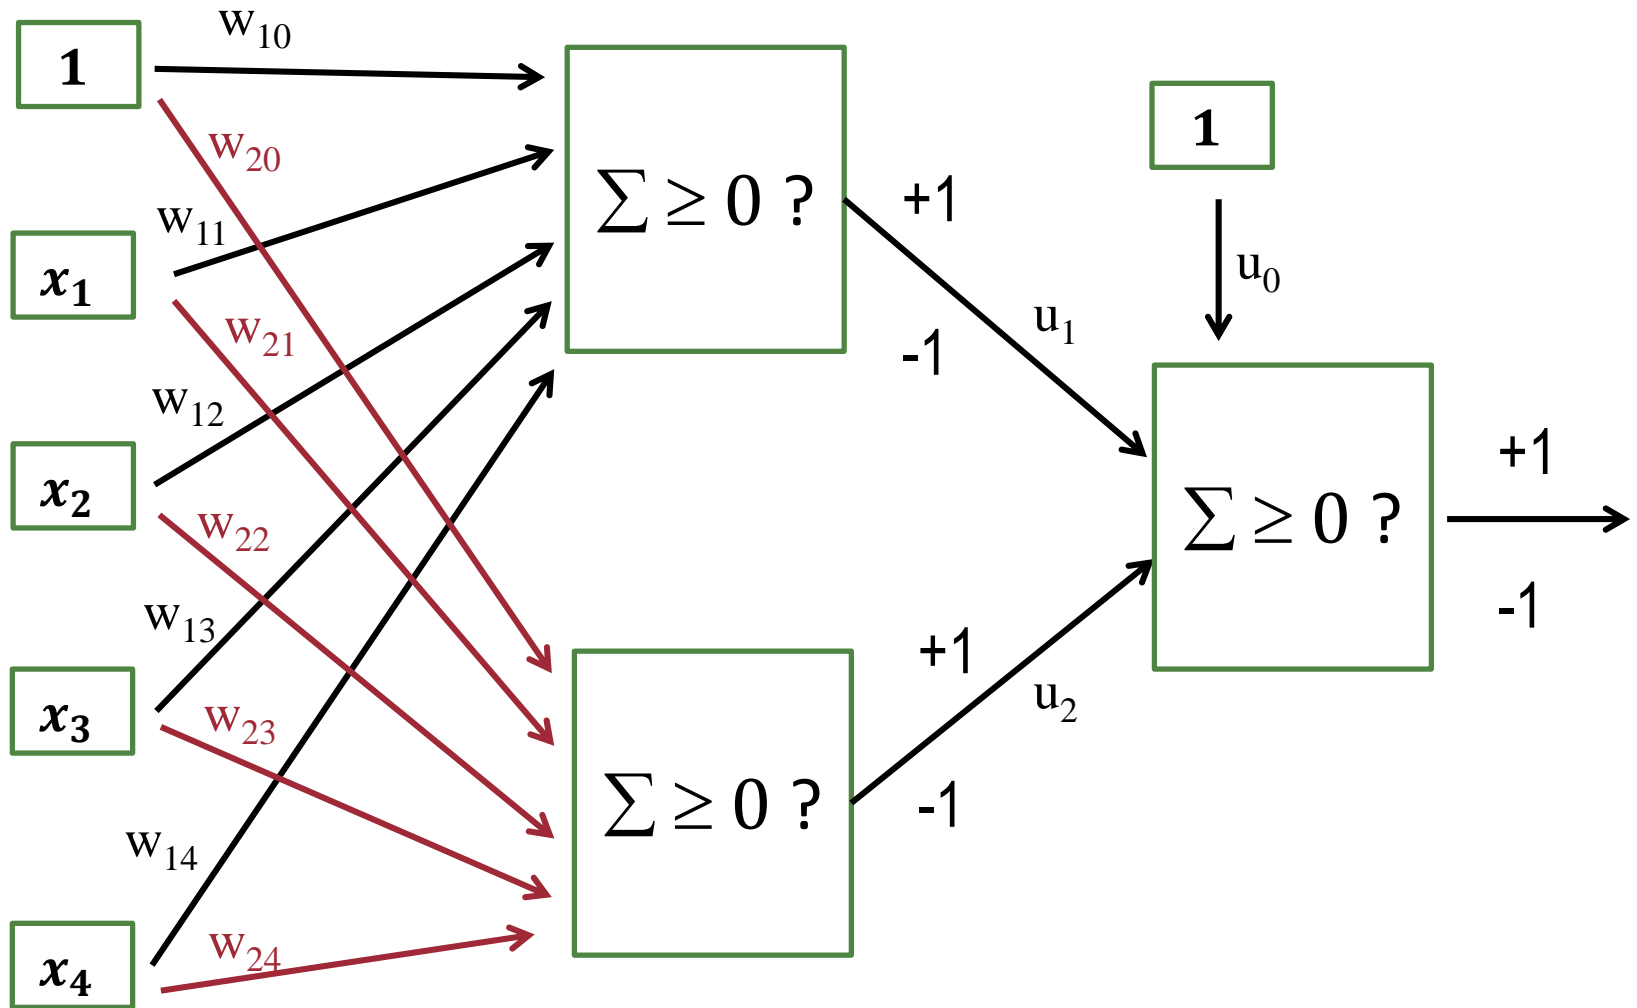 w₁₀
1
w₂₀
1
w₁₁
∑ ≥ 0 ?
+1
x₁
w₂₁
u₀
u₁
-1
w₁₂
x₂
w₂₂
∑ ≥ 0 ?
+1
-1
w₁₃
+1
u₂
x₃
w₂₃
∑ ≥ 0 ?
-1
w₁₄
w₂₄
x₄